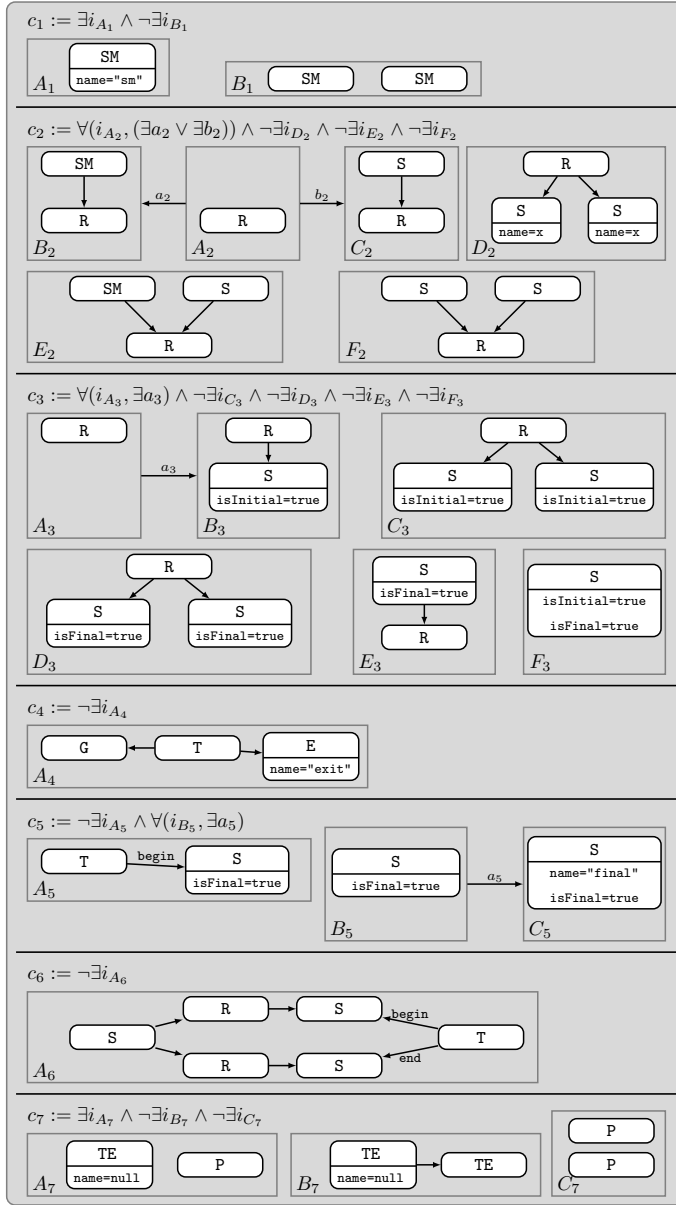 c₁ := ∃i_{A₁} ∧ ¬∃i_{B₁}
SM
name="sm"
A₁
SM SM
B₁
c₂ := ∀(i_{A₂}, (∃a₂ ∨ ∃b₂)) ∧ ¬∃i_{D₂} ∧ ¬∃i_{E₂} ∧ ¬∃i_{F₂}
SM
R
B₂
a₂
R
A₂
b₂
S
R
C₂
R
S S
name=x name=x
D₂
SM S
R
E₂
S S
R
F₂
c₃ := ∀(i_{A₃}, ∃a₃) ∧ ¬∃i_{C₃} ∧ ¬∃i_{D₃} ∧ ¬∃i_{E₃} ∧ ¬∃i_{F₃}
R
A₃
a₃
R
S
isInitial=true
B₃
R
S S
isInitial=true isInitial=true
C₃
R
S S
isFinal=true isFinal=true
D₃
S
isFinal=true
R
E₃
S
isInitial=true
isFinal=true
F₃
c₄ := ¬∃i_{A₄}
G T E
name="exit"
A₄
c₅ := ¬∃i_{A₅} ∧ ∀(i_{B₅}, ∃a₅)
T begin S
isFinal=true
A₅
S
isFinal=true
B₅
a₅
S
name="final"
isFinal=true
C₅
c₆ := ¬∃i_{A₆}
R S
begin
S T
end
R S
A₆
c₇ := ∃i_{A₇} ∧ ¬∃i_{B₇} ∧ ¬∃i_{C₇}
TE
name=null
P
A₇
TE
name=null
TE
B₇
P
P
C₇